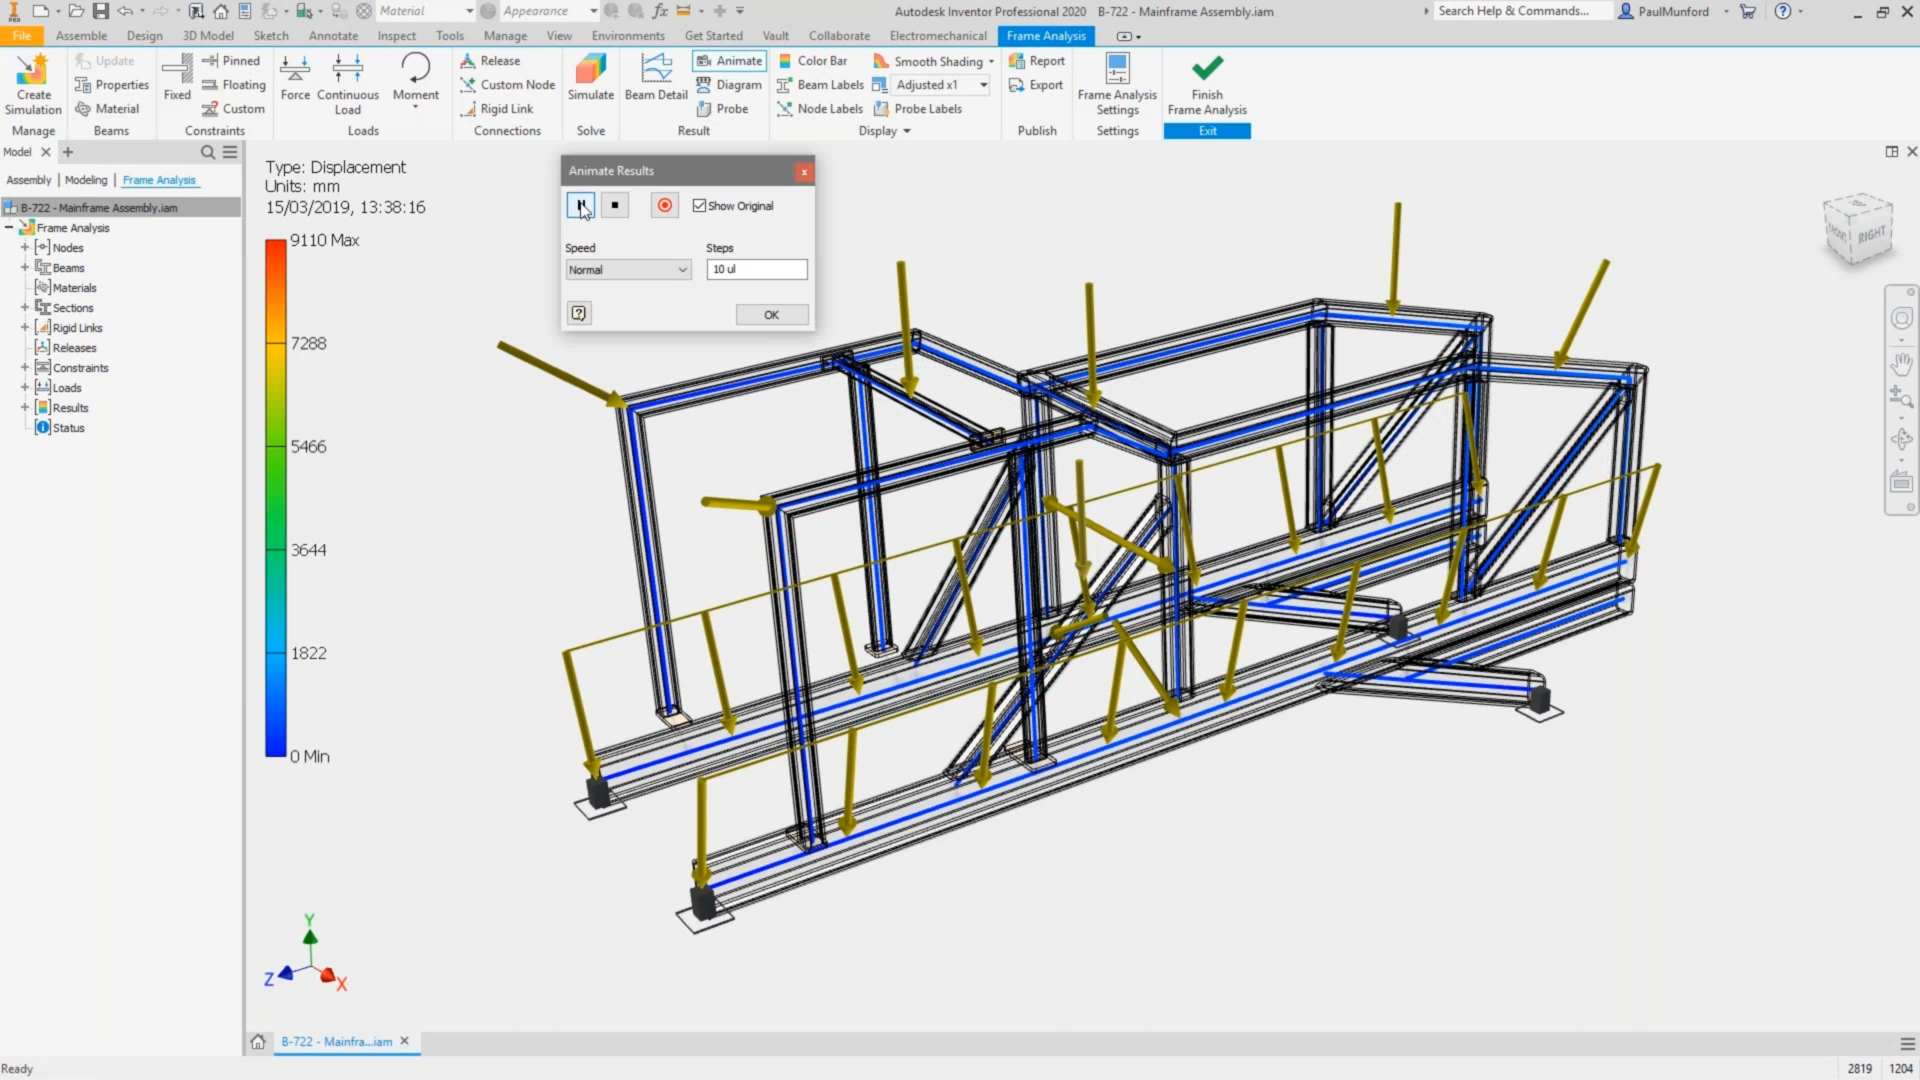 Material
Appearance
fx
Autodesk Inventor Professional 2020 B-722 - Mainframe Assembly.iam
Search Help & Commands...
PaulMunford
File Assemble Design 3D Model Sketch Annotate Inspect Tools Manage View Environments Get Started Vault Collaborate Electromechanical Frame Analysis
Create Simulation
Manage
Update
Properties
Material
Beams
Fixed
Pinned
Floating
Custom
Constraints
Force
Continuous Load
Moment
Loads
Release
Custom Node
Rigid Link
Connections
Simulate
Solve
Beam Detail
Animate
Diagram
Probe
Result
Color Bar
Beam Labels
Node Labels
Smooth Shading
Adjusted x1
Probe Labels
Display
Report
Export
Publish
Frame Analysis Settings
Settings
Finish Frame Analysis
Exit
Model
Assembly | Modeling | Frame Analysis
B-722 - Mainframe Assembly.iam
Frame Analysis
Nodes
Beams
Materials
Sections
Rigid Links
Releases
Constraints
Loads
Results
Status
Type: Displacement
Units: mm
15/03/2019, 13:38:16
9110 Max
7288
5466
3644
1822
0 Min
Animate Results
Show Original
Speed
Normal
Steps
10 ul
OK
RIGHT
Y
Z
X
B-722 - Mainfra...iam
Ready
2819 1204